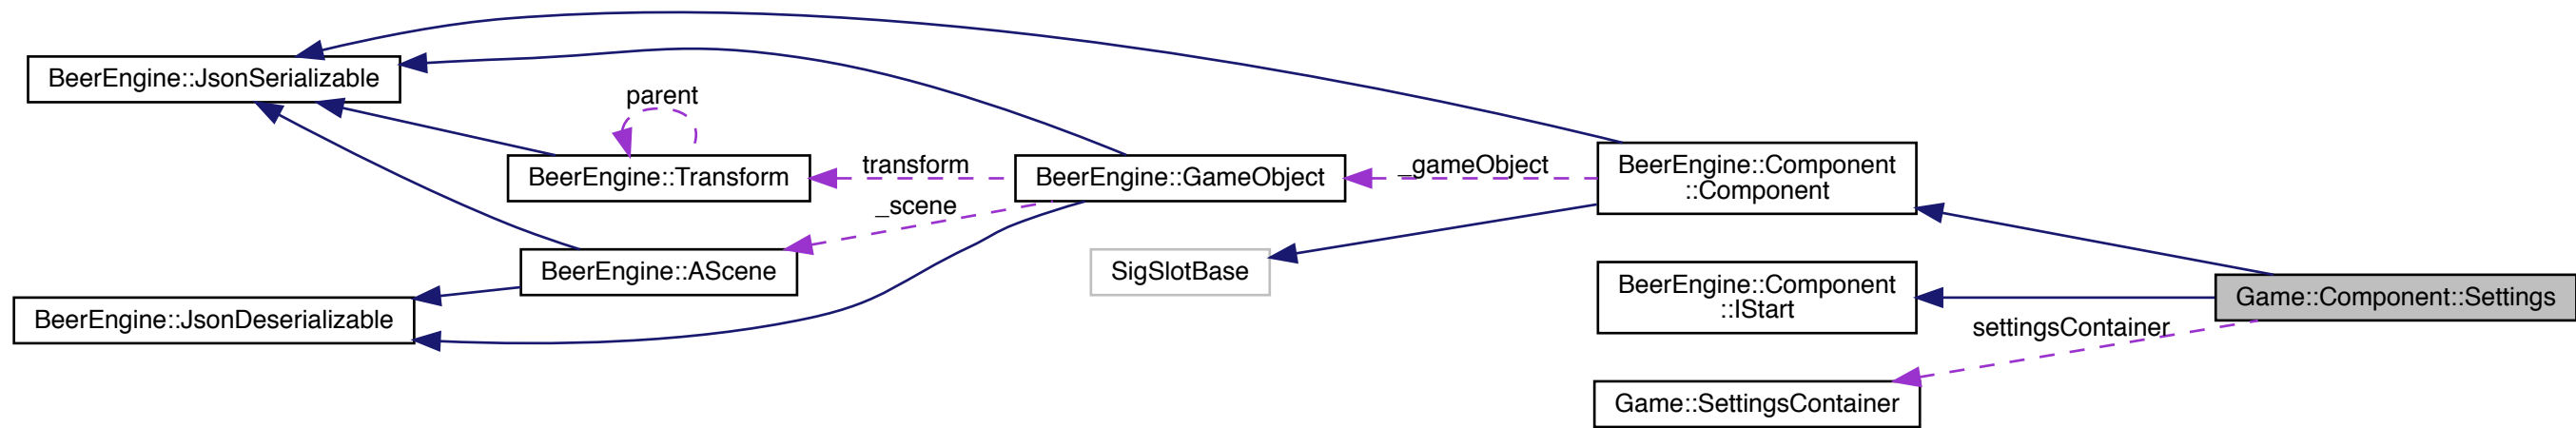 BeerEngine::JsonSerializable
parent
BeerEngine::Transform
transform
BeerEngine::GameObject
_gameObject
BeerEngine::Component
::Component
_scene
BeerEngine::AScene
SigSlotBase
BeerEngine::Component
::IStart
Game::Component::Settings
BeerEngine::JsonDeserializable
settingsContainer
Game::SettingsContainer